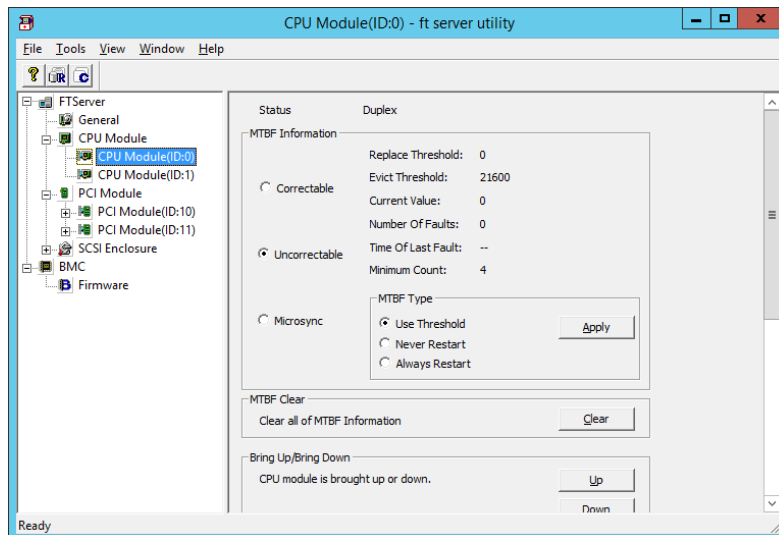 CPU Module(ID:0) - ft server utility
File Tools View Window Help
FTServer
General
CPU Module
CPU Module(ID:0)
CPU Module(ID:1)
PCI Module
PCI Module(ID:10)
PCI Module(ID:11)
SCSI Enclosure
BMC
Firmware
Status Duplex
MTBF Information
Correctable
Uncorrectable
Microsync
Replace Threshold: 0
Evict Threshold: 21600
Current Value: 0
Number Of Faults: 0
Time Of Last Fault: --
Minimum Count: 4
MTBF Type
Use Threshold
Never Restart
Always Restart
Apply
MTBF Clear
Clear all of MTBF Information
Clear
Bring Up/Bring Down
CPU module is brought up or down.
Up
Down
Ready